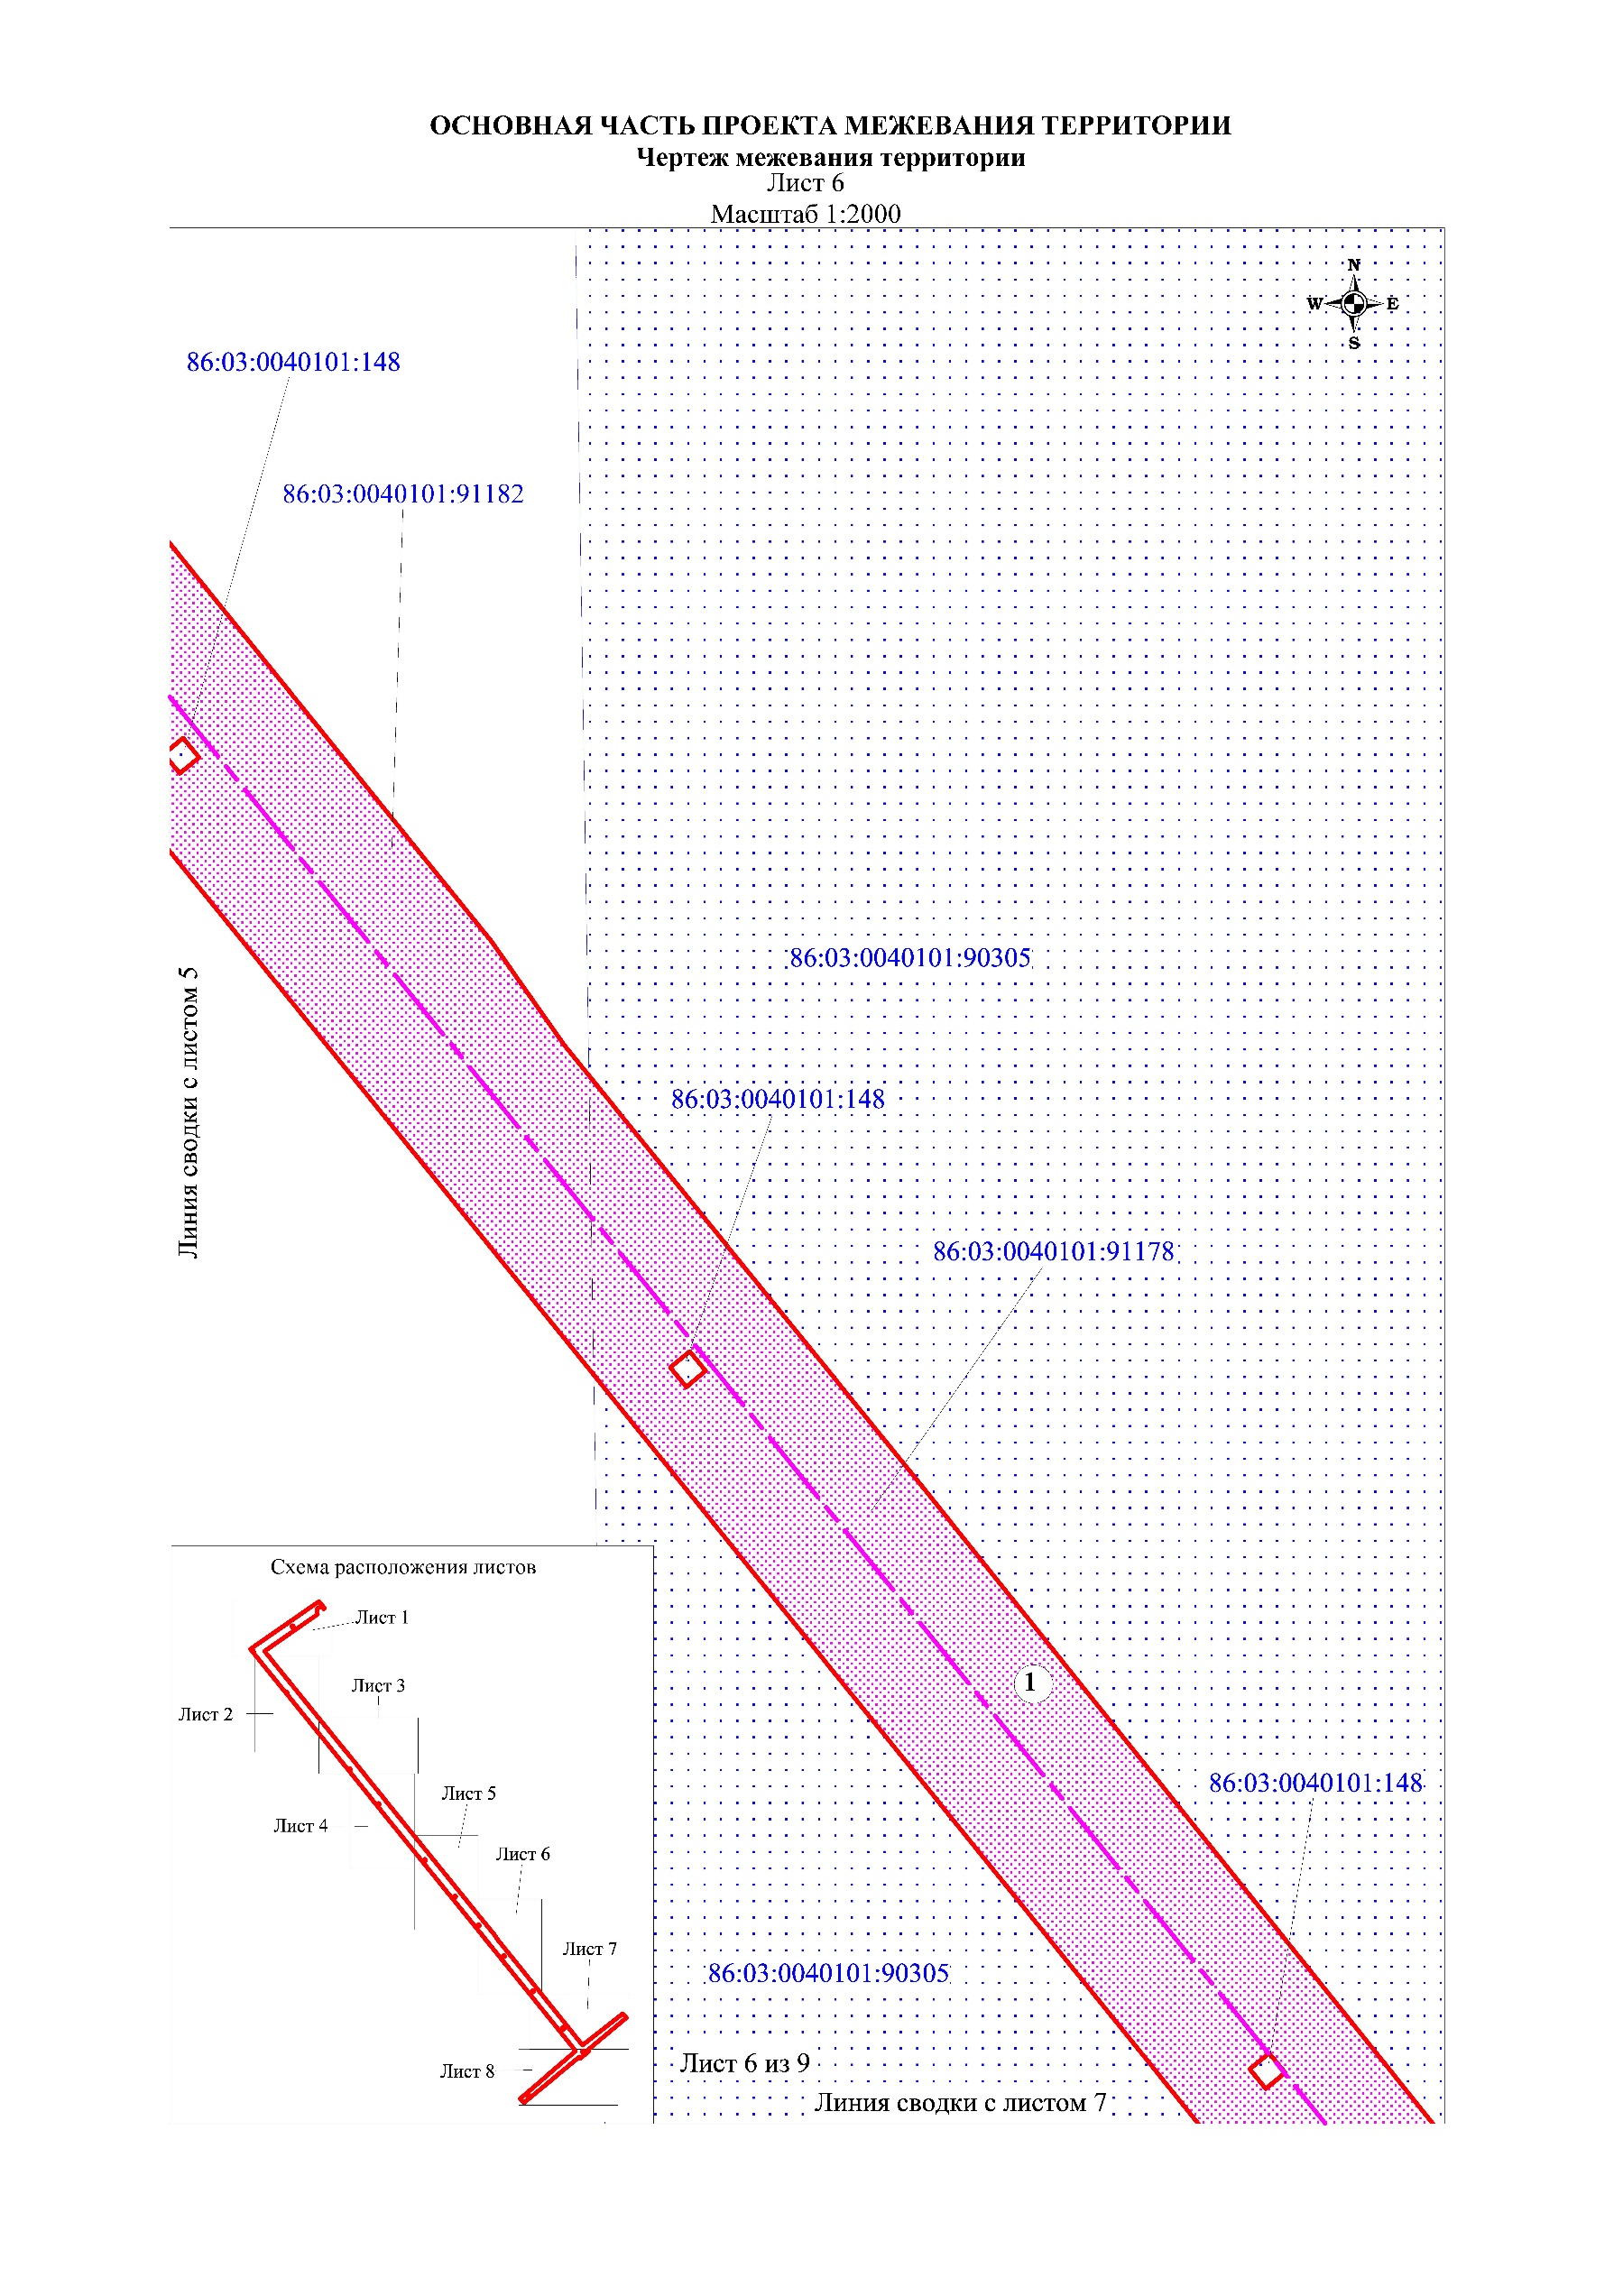 ОСНОВНАЯ ЧАСТЬ ПРОЕКТА МЕЖЕВАНИЯ ТЕРРИТОРИИ
Чертеж межевания территории
Лист 6
Масштаб 1:2000
N
W E
S
86:03:0040101:148
86:03:0040101:91182
86:03:0040101:90305
Линия сводки с листом 5
86:03:0040101:148
86:03:0040101:91178
Схема расположения листов
Лист 1
Лист 3
Лист 2
Лист 5
Лист 4
Лист 6
Лист 7
Лист 8
1
86:03:0040101:148
86:03:0040101:90305
Лист 6 из 9
Линия сводки с листом 7